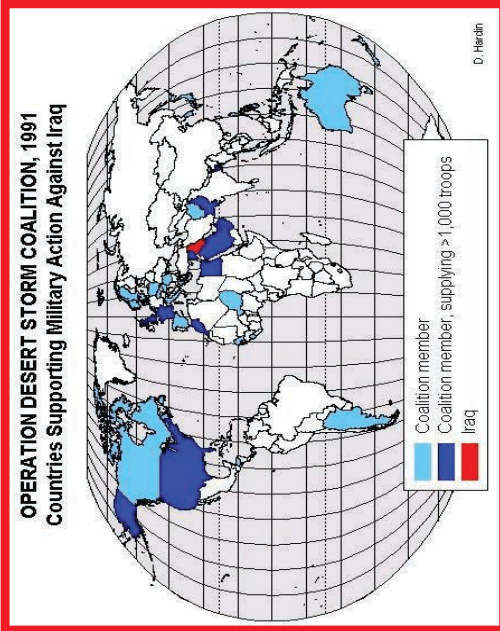 OPERATION DESERT STORM COALITION, 1991
Countries Supporting Military Action Against Iraq
D. Hardin
Coalition member
Coalition member, supplying >1,000 troops
Iraq